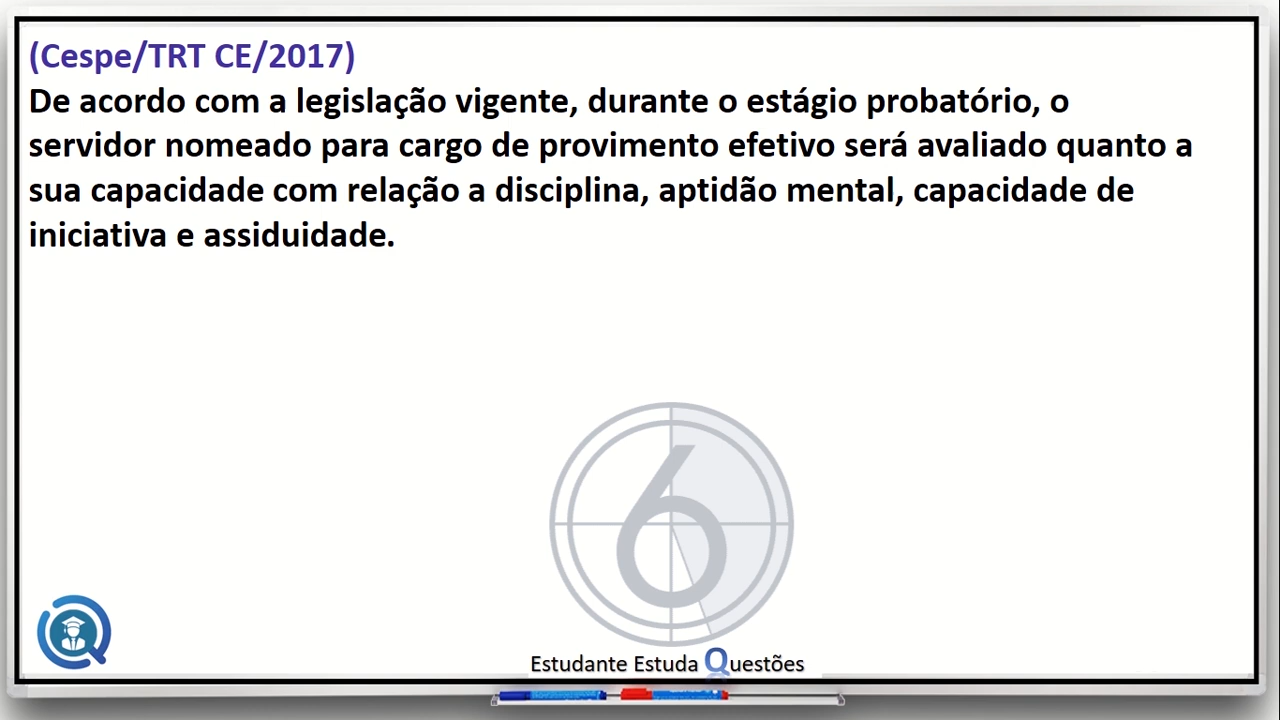 (Cespe/TRT CE/2017)
De acordo com a legislação vigente, durante o estágio probatório, o
servidor nomeado para cargo de provimento efetivo será avaliado quanto a
sua capacidade com relação a disciplina, aptidão mental, capacidade de
iniciativa e assiduidade.
6
Estudante Estuda Questões